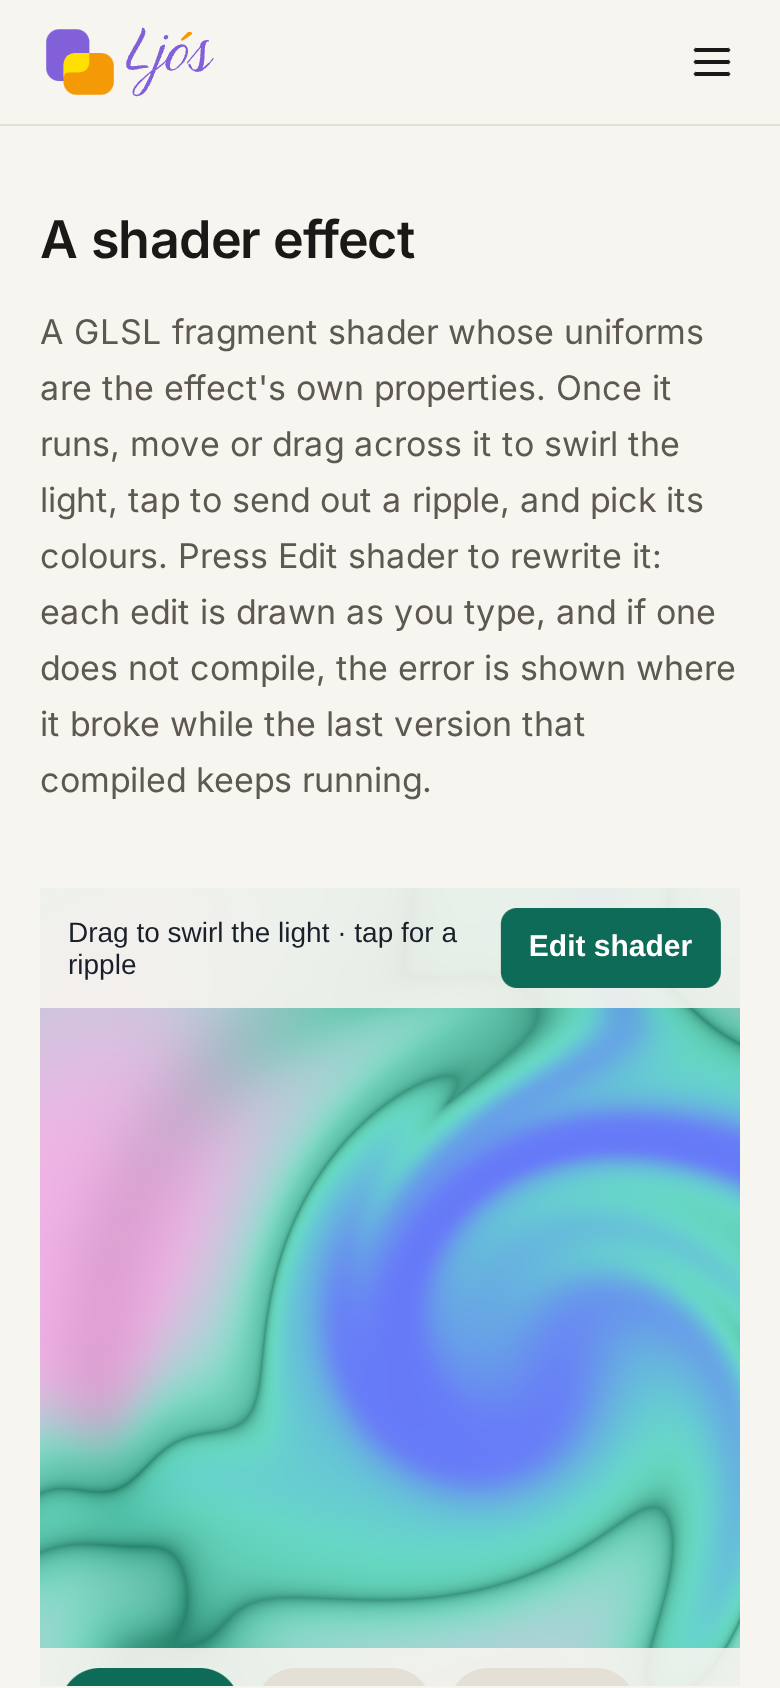 Ljós
A shader effect
A GLSL fragment shader whose uniforms
are the effect's own properties. Once it
runs, move or drag across it to swirl the
light, tap to send out a ripple, and pick its
colours. Press Edit shader to rewrite it:
each edit is drawn as you type, and if one
does not compile, the error is shown where
it broke while the last version that
compiled keeps running.
Drag to swirl the light · tap for a
ripple
Edit shader